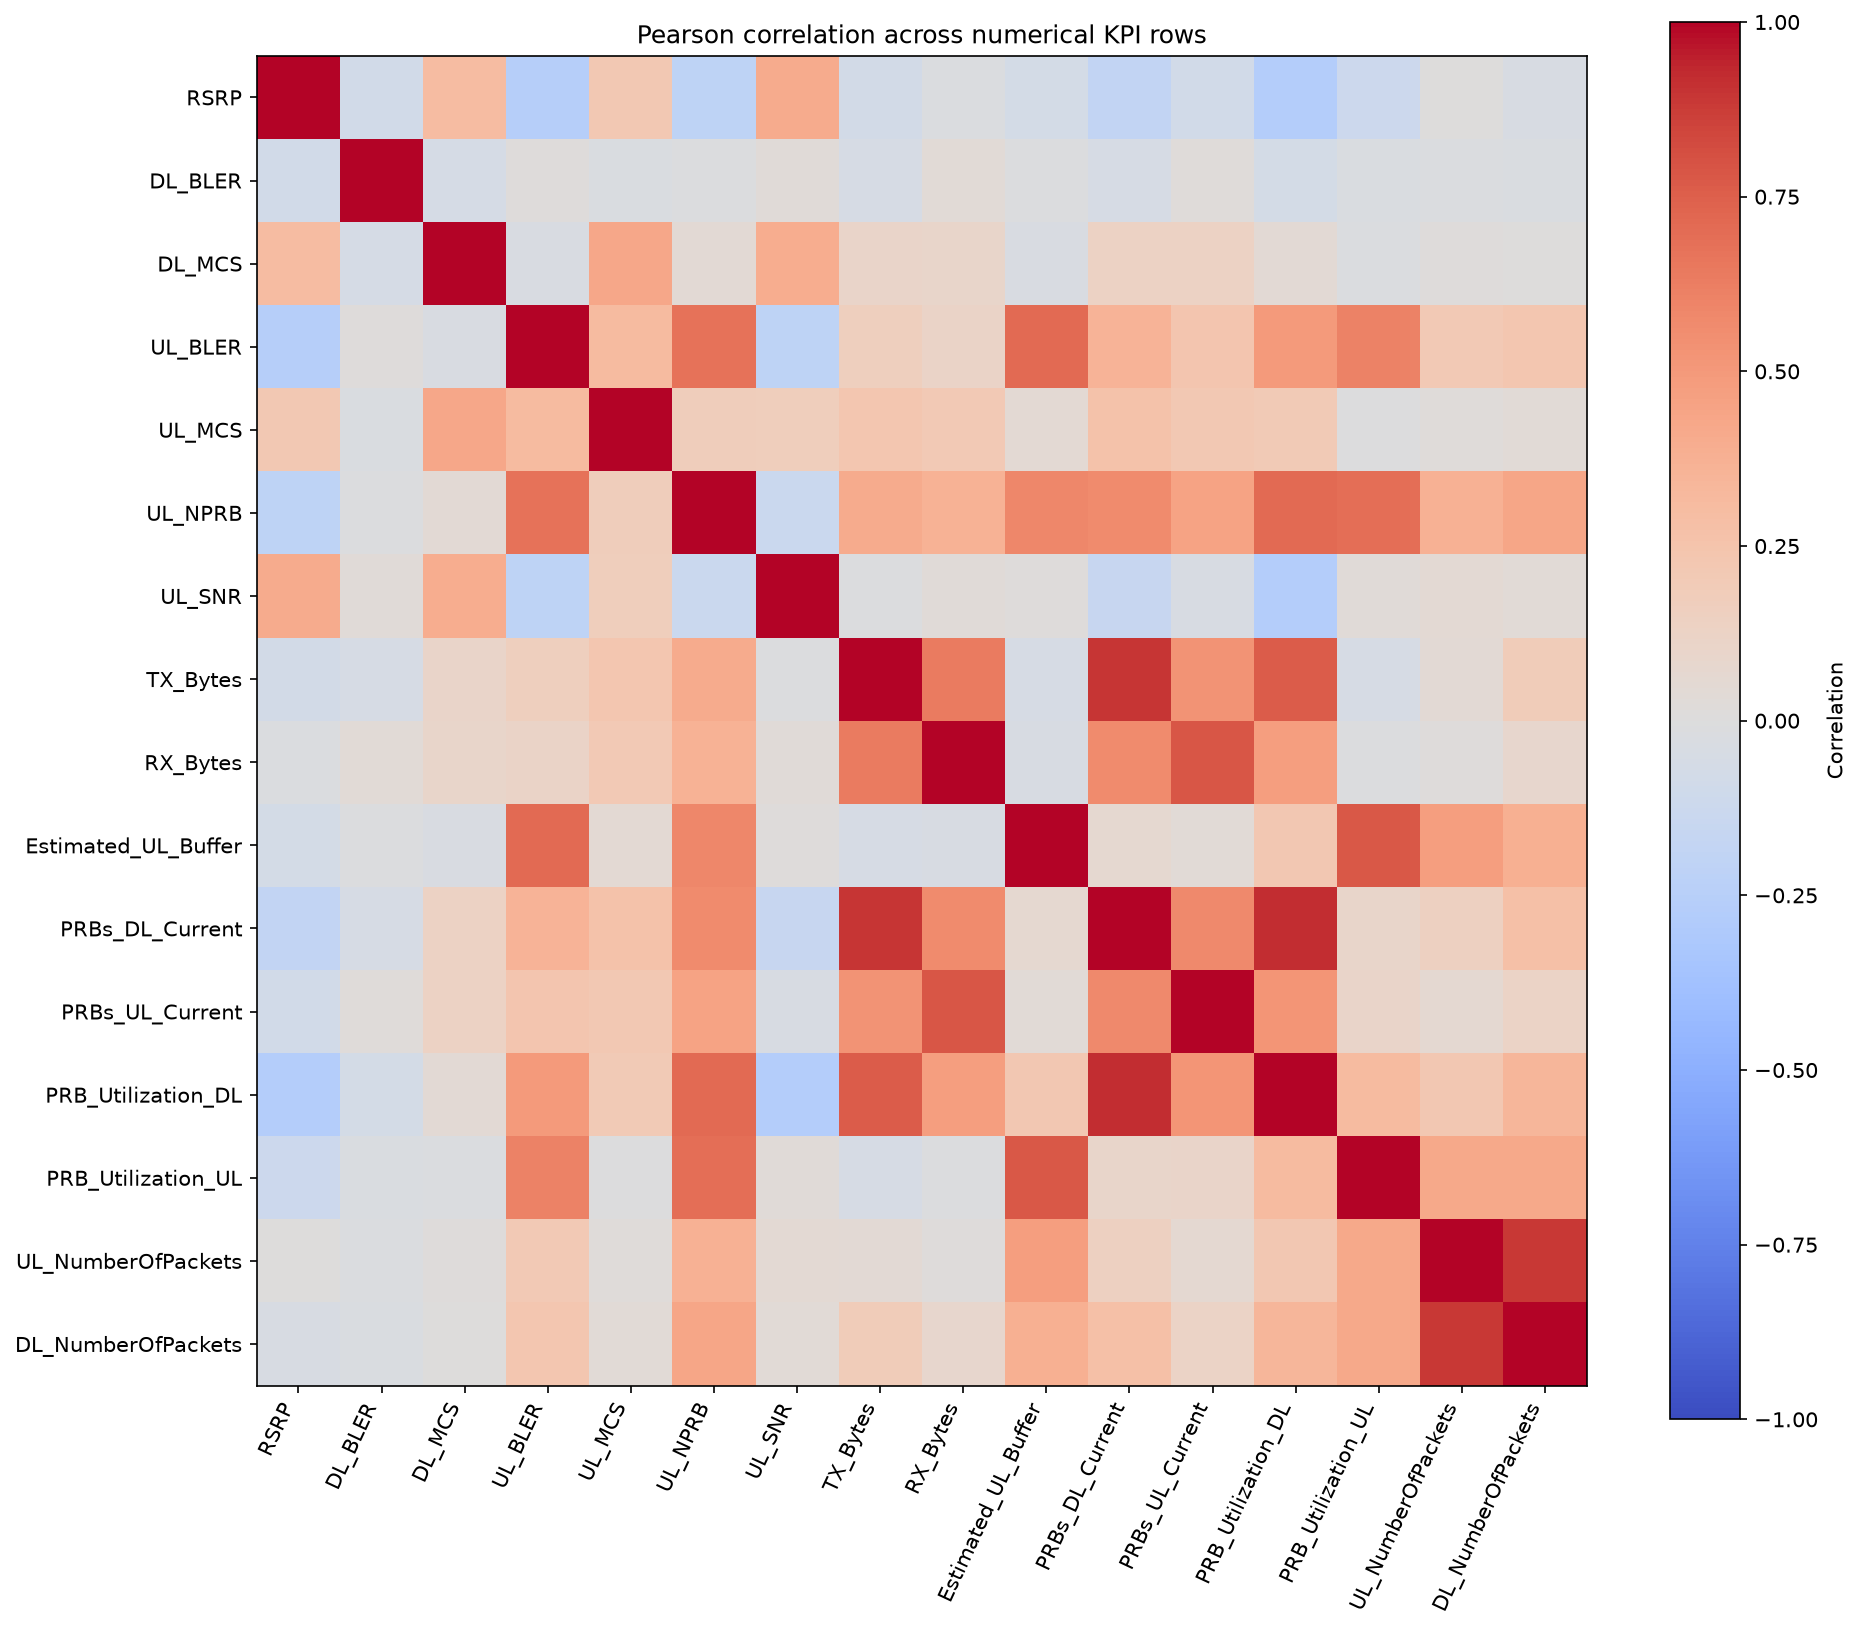 Pearson correlation across numerical KPI rows
RSRP
DL_BLER
DL_MCS
UL_BLER
UL_MCS
UL_NPRB
UL_SNR
TX_Bytes
RX_Bytes
Estimated_UL_Buffer
PRBs_DL_Current
PRBs_UL_Current
PRB_Utilization_DL
PRB_Utilization_UL
UL_NumberOfPackets
DL_NumberOfPackets
RSRP
DL_BLER
DL_MCS
UL_BLER
UL_MCS
UL_NPRB
UL_SNR
TX_Bytes
RX_Bytes
Estimated_UL_Buffer
PRBs_DL_Current
PRBs_UL_Current
PRB_Utilization_DL
PRB_Utilization_UL
UL_NumberOfPackets
DL_NumberOfPackets
1.00
0.75
0.50
0.25
0.00
−0.25
−0.50
−0.75
−1.00
Correlation